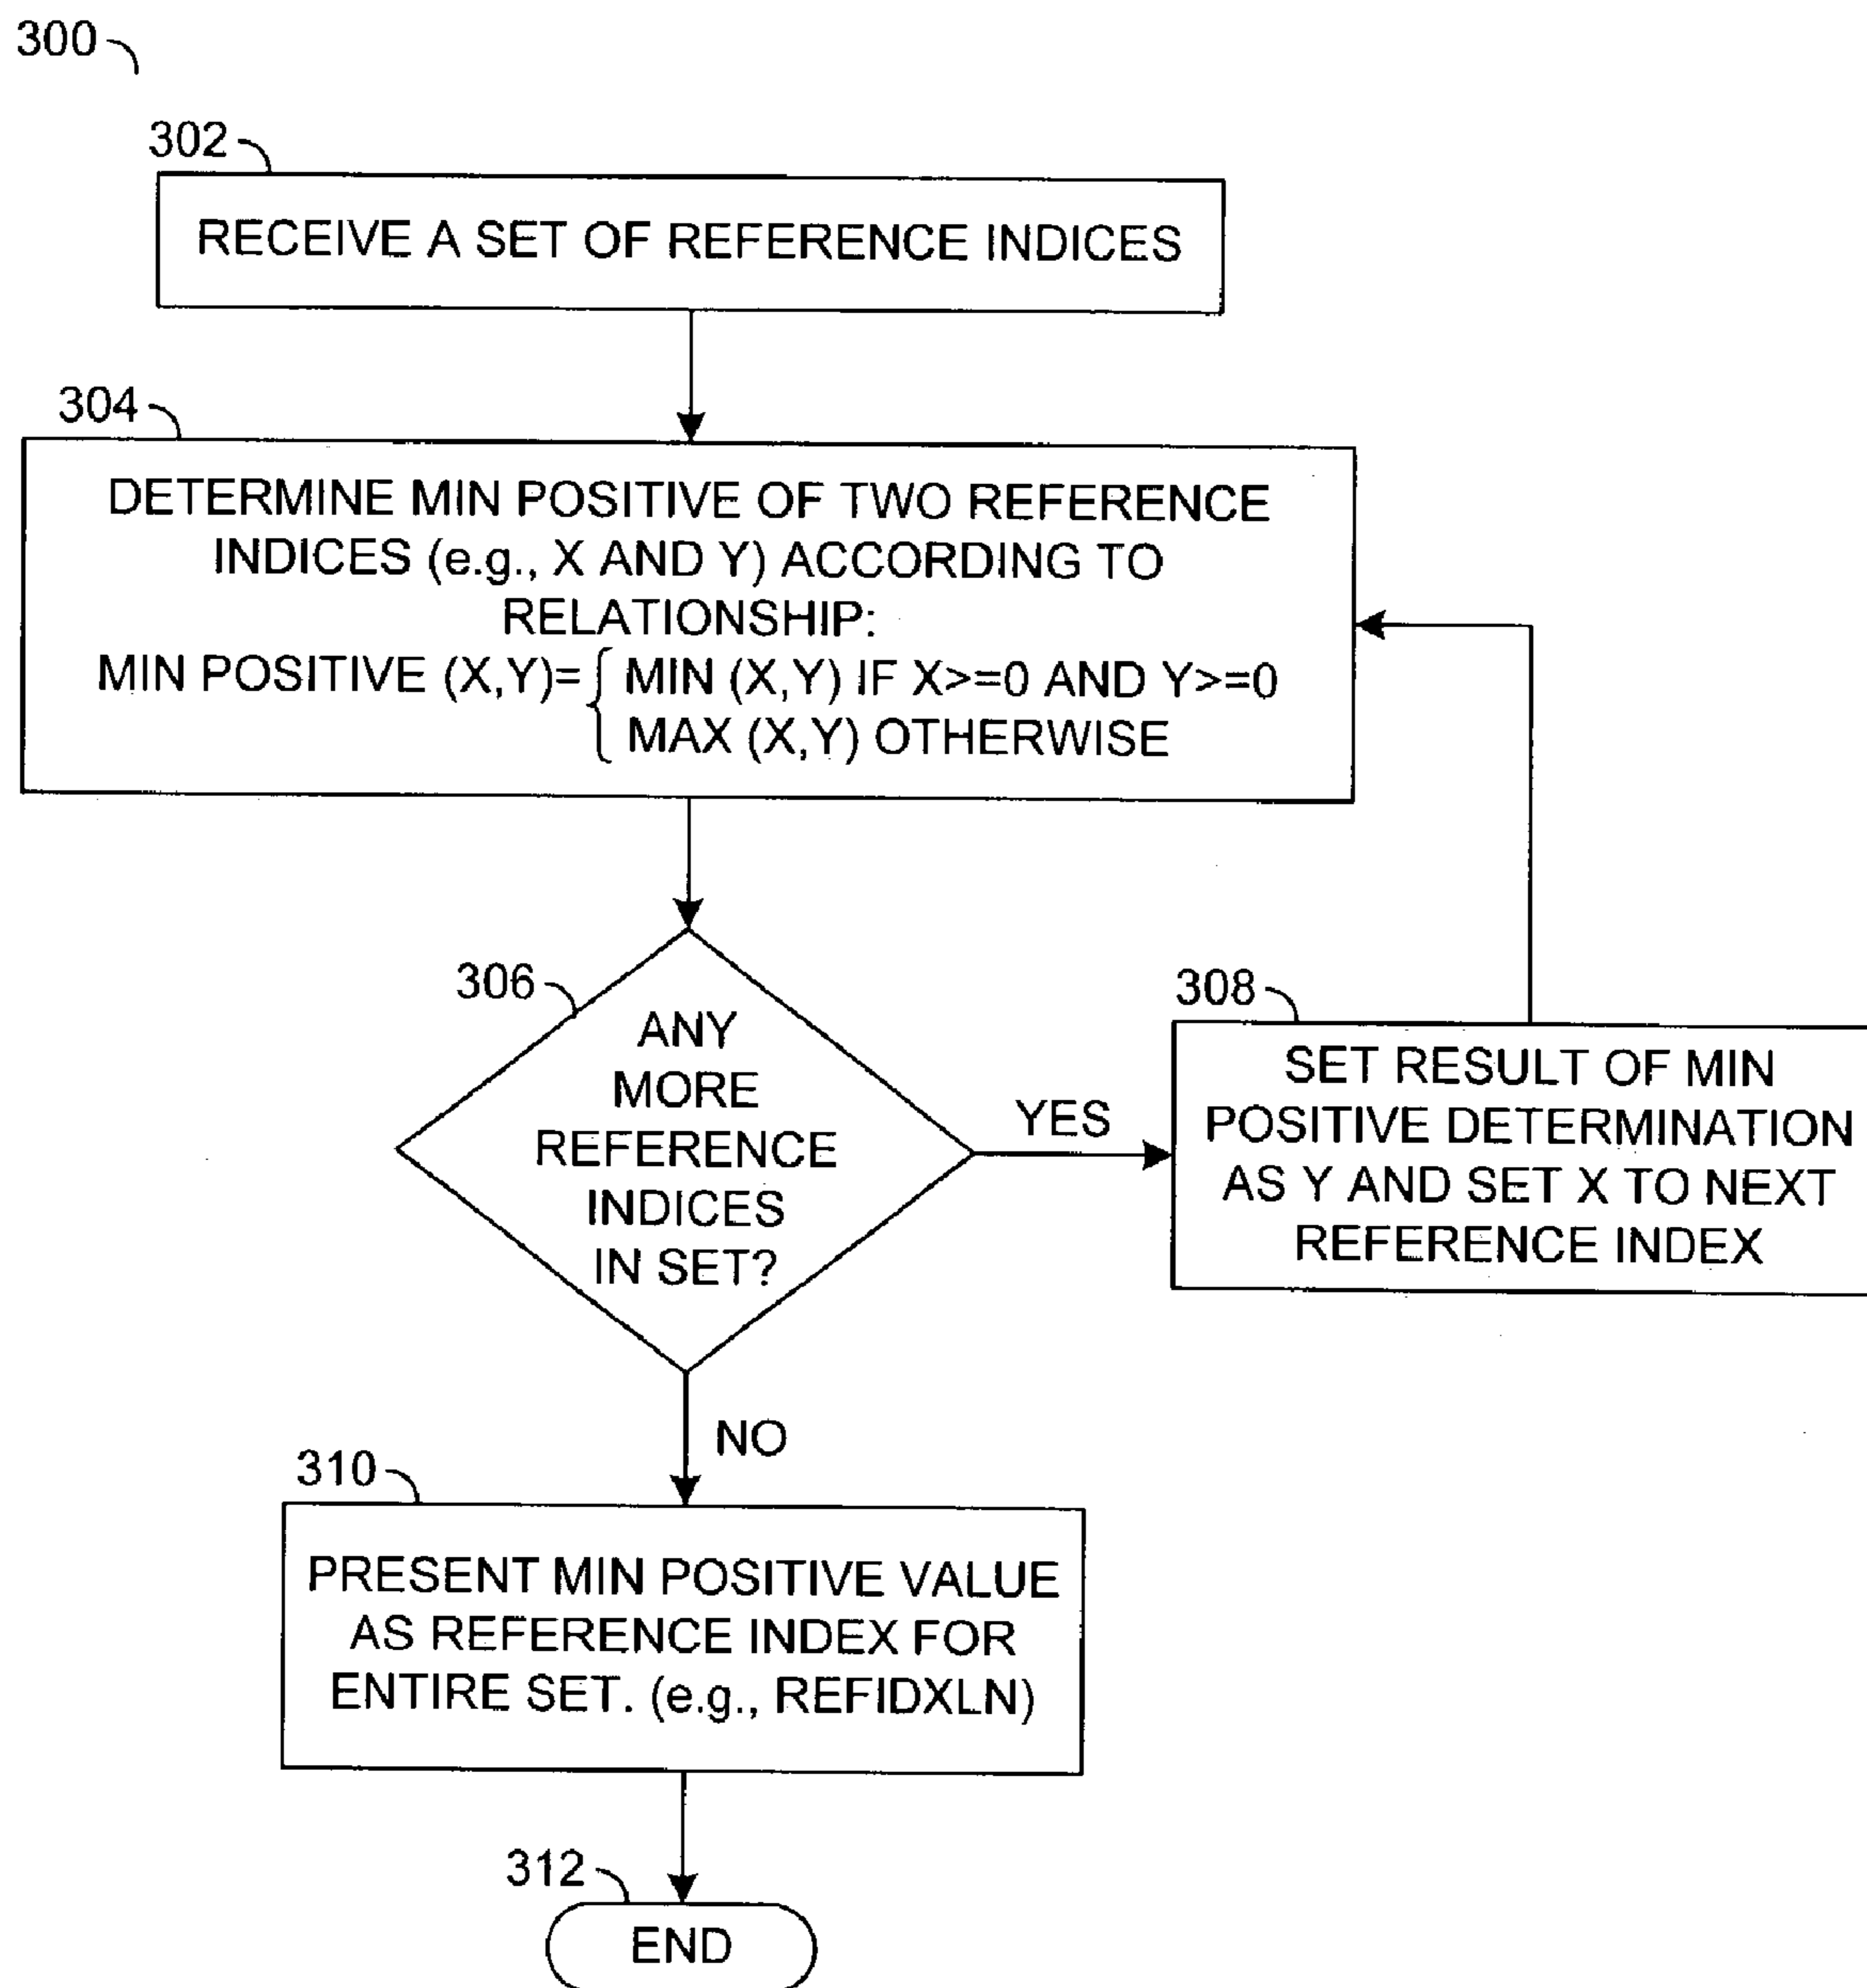 300
302
RECEIVE A SET OF REFERENCE INDICES
304
DETERMINE MIN POSITIVE OF TWO REFERENCE
INDICES (e.g., X AND Y) ACCORDING TO
RELATIONSHIP:
MIN POSITIVE (X,Y)= { MIN (X,Y) IF X>=0 AND Y>=0
MAX (X,Y) OTHERWISE
306
ANY
MORE
REFERENCE
INDICES
IN SET?
YES
308
SET RESULT OF MIN
POSITIVE DETERMINATION
AS Y AND SET X TO NEXT
REFERENCE INDEX
NO
310
PRESENT MIN POSITIVE VALUE
AS REFERENCE INDEX FOR
ENTIRE SET. (e.g., REFIDXLN)
312
END